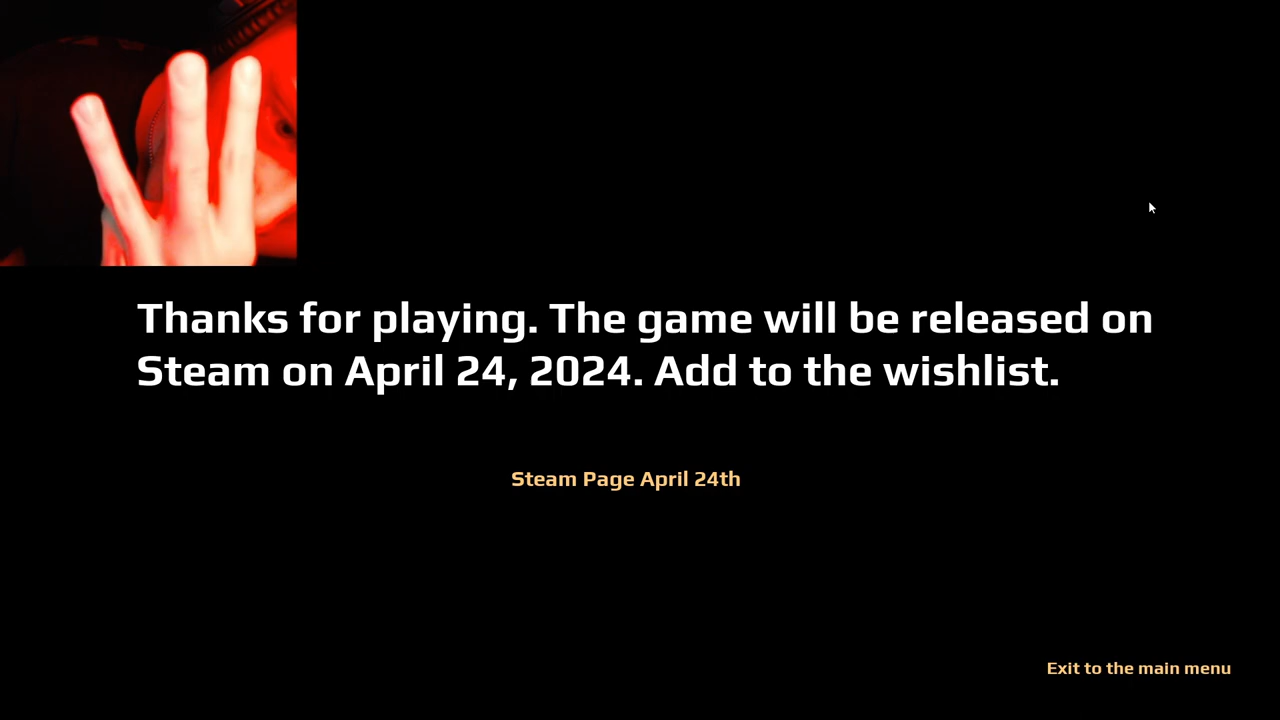 Thanks for playing. The game will be released on
Steam on April 24, 2024. Add to the wishlist.
Steam Page April 24th
Exit to the main menu